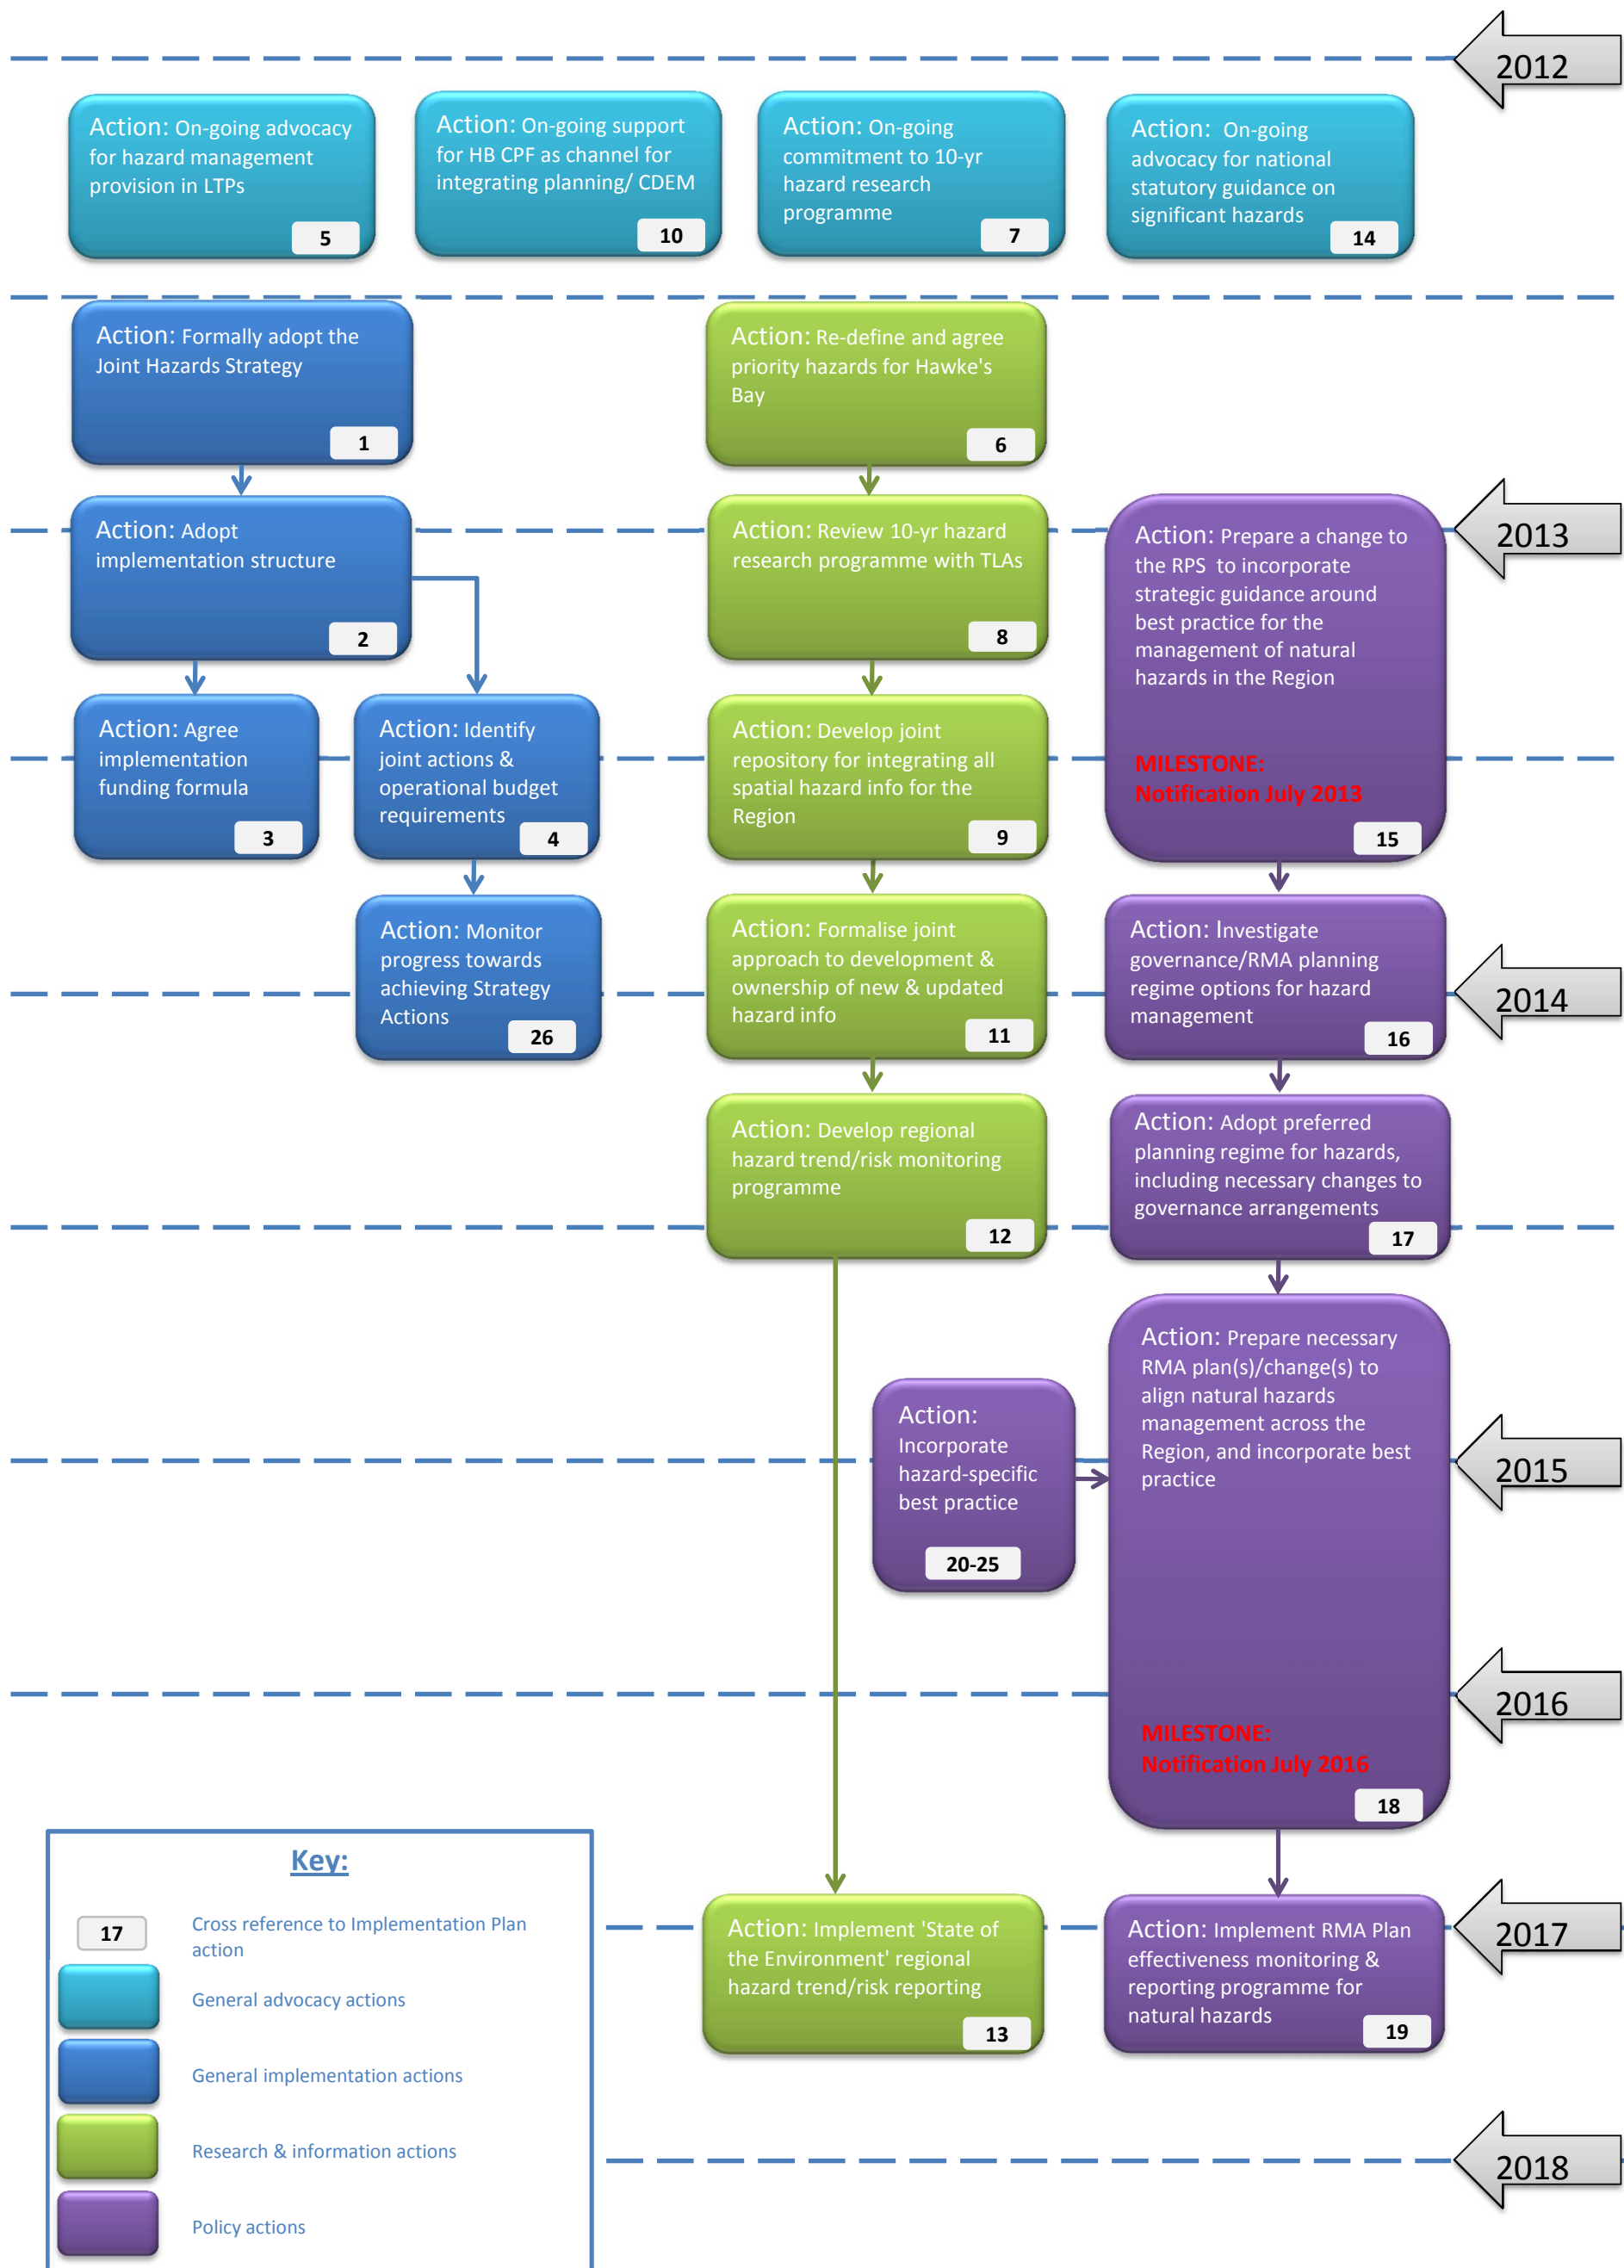 2012
Action: On-going advocacy
for hazard management
provision in LTPs
5
Action: On-going support
for HB CPF as channel for
integrating planning/ CDEM
10
Action: On-going
commitment to 10-yr
hazard research
programme
7
Action: On-going
advocacy for national
statutory guidance on
significant hazards
14
Action: Formally adopt the
Joint Hazards Strategy
1
Action: Re-define and agree
priority hazards for Hawke's
Bay
6
2013
Action: Adopt
implementation structure
2
Action: Review 10-yr hazard
research programme with TLAs
8
Action: Prepare a change to
the RPS to incorporate
strategic guidance around
best practice for the
management of natural
hazards in the Region
MILESTONE:
Notification July 2013
15
Action: Agree
implementation
funding formula
3
Action: Identify
joint actions &
operational budget
requirements
4
Action: Develop joint
repository for integrating all
spatial hazard info for the
Region
9
Action: Monitor
progress towards
achieving Strategy
Actions
26
Action: Formalise joint
approach to development &
ownership of new & updated
hazard info
11
Action: Investigate
governance/RMA planning
regime options for hazard
management
16
2014
Action: Develop regional
hazard trend/risk monitoring
programme
12
Action: Adopt preferred
planning regime for hazards,
including necessary changes to
governance arrangements
17
Action:
Incorporate
hazard-specific
best practice
20-25
Action: Prepare necessary
RMA plan(s)/change(s) to
align natural hazards
management across the
Region, and incorporate best
practice
MILESTONE:
Notification July 2016
18
2015
2016
Action: Implement 'State of
the Environment' regional
hazard trend/risk reporting
13
Action: Implement RMA Plan
effectiveness monitoring &
reporting programme for
natural hazards
19
2017
2018
Key:
17
Cross reference to Implementation Plan
action
General advocacy actions
General implementation actions
Research & information actions
Policy actions